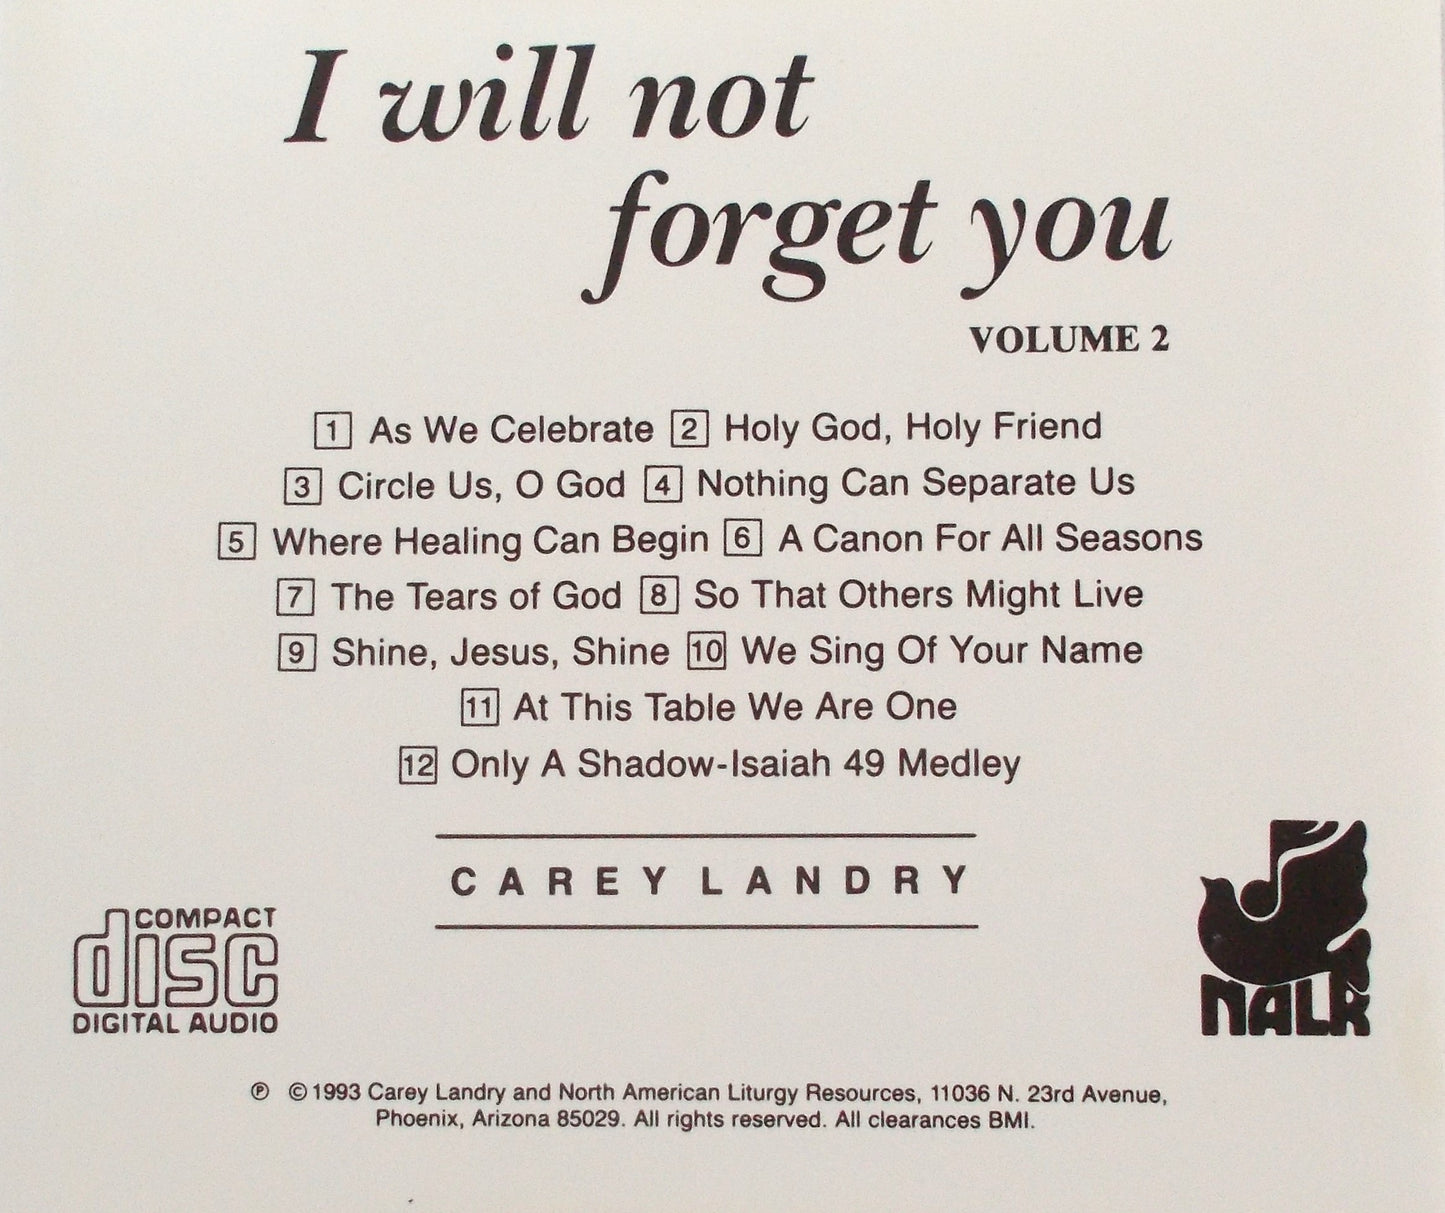 I will not
forget you
VOLUME 2
1 As We Celebrate 2 Holy God, Holy Friend
3 Circle Us, O God 4 Nothing Can Separate Us
5 Where Healing Can Begin 6 A Canon For All Seasons
7 The Tears of God 8 So That Others Might Live
9 Shine, Jesus, Shine 10 We Sing Of Your Name
11 At This Table We Are One
12 Only A Shadow-Isaiah 49 Medley
CAREY LANDRY
COMPACT
disc
DIGITAL AUDIO
NALR
℗ ©1993 Carey Landry and North American Liturgy Resources, 11036 N. 23rd Avenue,
Phoenix, Arizona 85029. All rights reserved. All clearances BMI.